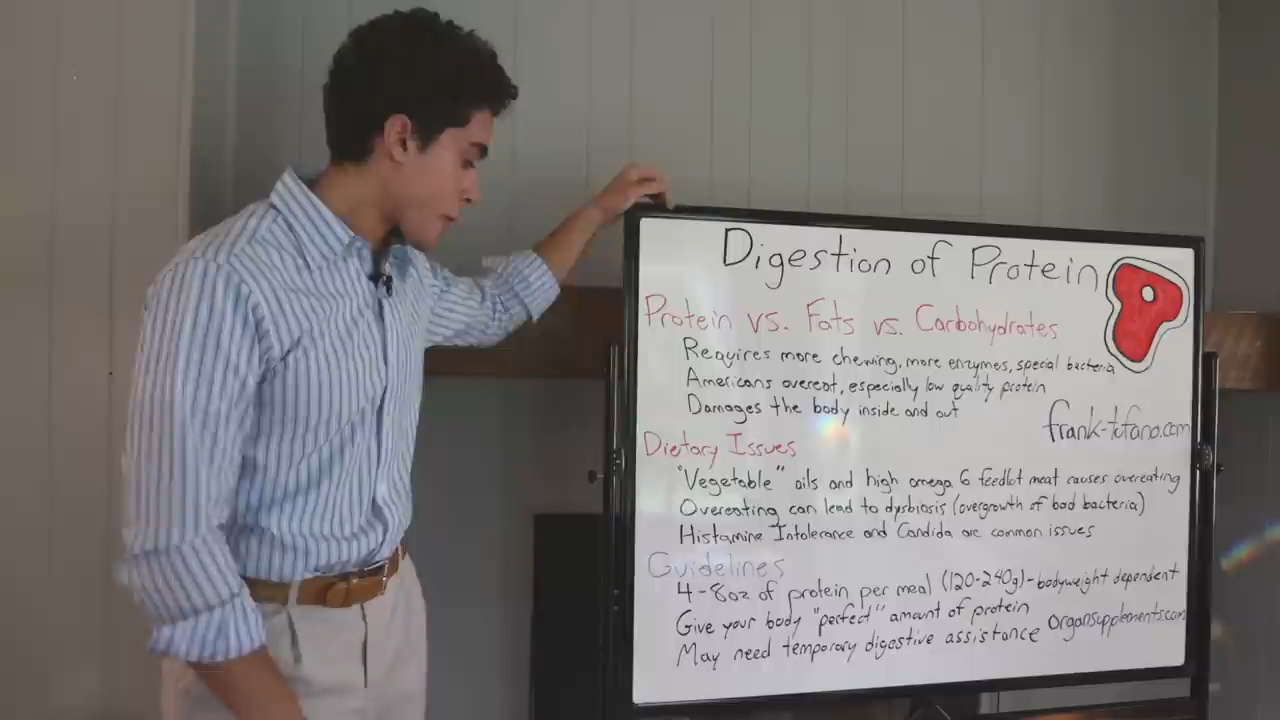 Digestion of Protein
Protein vs. Fats vs. Carbohydrates
Requires more chewing, more enzymes, special bacteria
Americans overeat, especially low quality protein
Damages the body inside and out
frank-tufano.com
Dietary Issues
"Vegetable" oils and high omega 6 feedlot meat causes overeating
Overeating can lead to dysbiosis (overgrowth of bad bacteria)
Histamine Intolerance and Candida are common issues
Guidelines
4-8oz of protein per meal (120-240g)-bodyweight dependent
Give your body "perfect" amount of protein
organsupplements.com
May need temporary digestive assistance